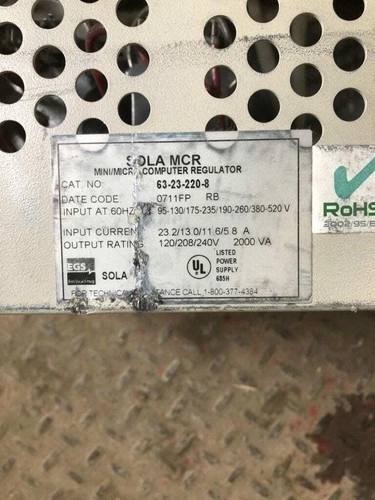 SOLA MCR
MINI/MICRO COMPUTER REGULATOR
CAT. NO. 63-23-220-8
DATE CODE 0711FP RB
INPUT AT 60HZ 95-130/175-235/190-260/380-520 V
INPUT CURRENT 23.2/13.0/11.6/5.8 A
OUTPUT RATING 120/208/240V 2000 VA
EGS
SOLA
UL
LISTED
POWER
SUPPLY
685H
FOR TECHNICAL ASSISTANCE CALL 1-800-377-4384
RoHS
2002/95/E